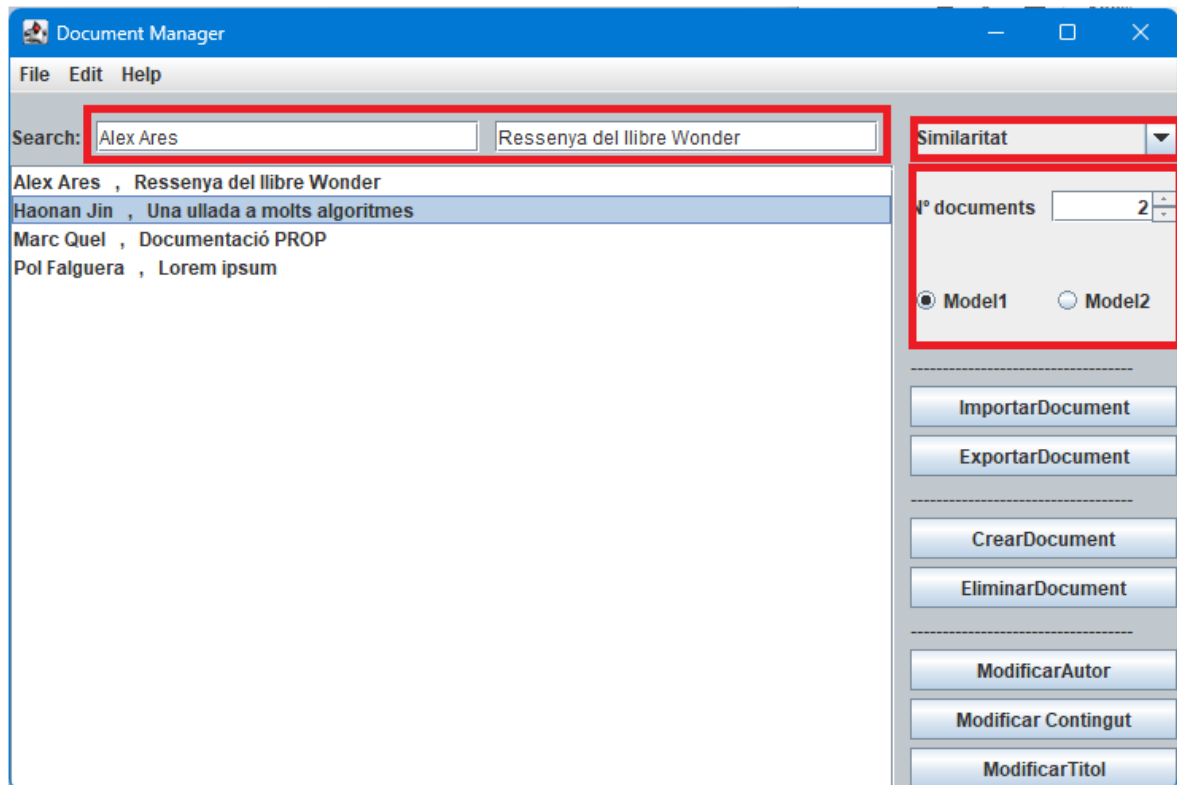 Document Manager
File Edit Help
Search: Alex Ares Ressenya del llibre Wonder
Similaritat
Alex Ares , Ressenya del llibre Wonder
Haonan Jin , Una ullada a molts algoritmes
Marc Quel , Documentació PROP
Pol Falguera , Lorem ipsum
Nº documents 2
Model1 Model2
-----------------------------------
ImportarDocument
ExportarDocument
-----------------------------------
CrearDocument
EliminarDocument
-----------------------------------
ModificarAutor
Modificar Contingut
ModificarTitol